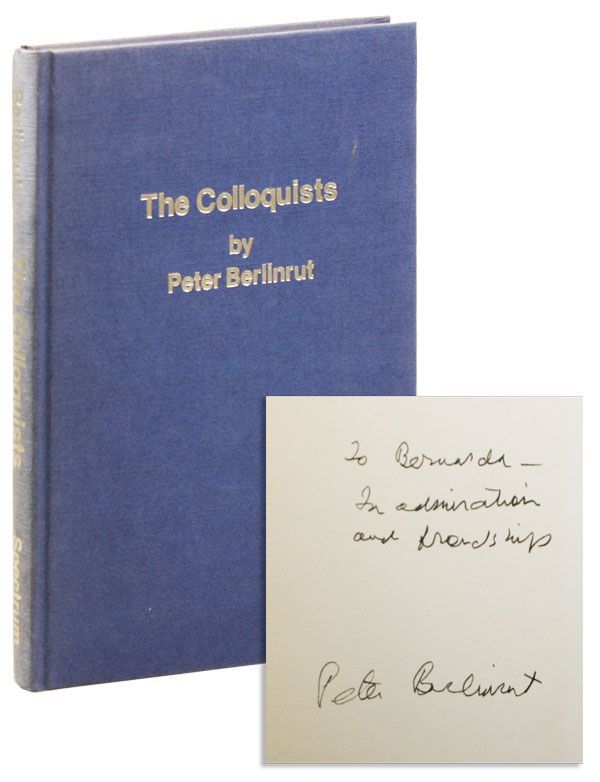 The Colloquists
by
Peter Berlinrut
Berlinrut The Colloquists Spectrum
To Bernarda —
In admiration
and friendship
Peter Berlinrut